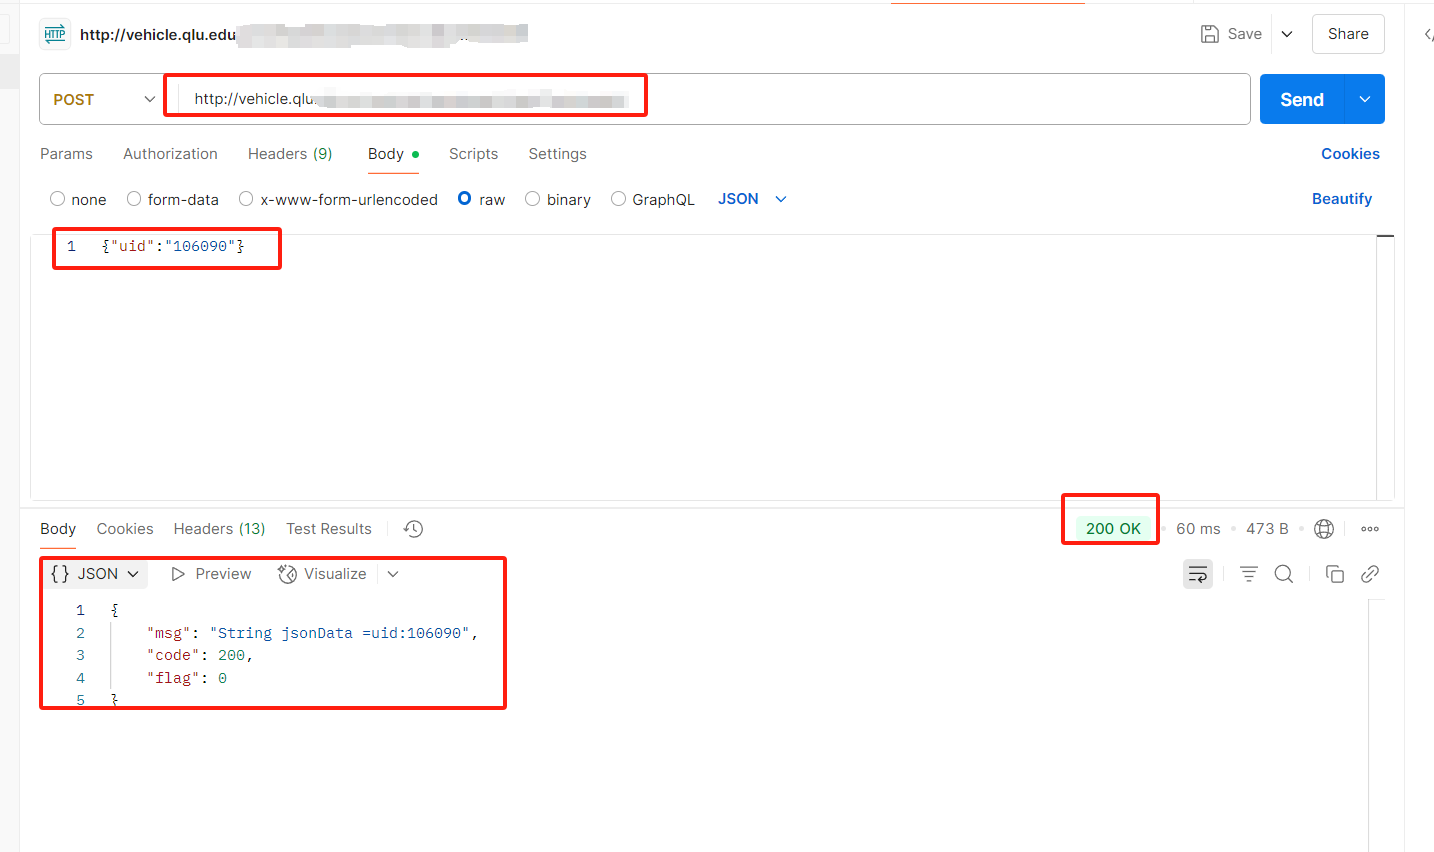 HTTP http://vehicle.qlu.edu Save Share
POST http://vehicle.qlu. Send
Params Authorization Headers (9) Body Scripts Settings Cookies
none form-data x-www-form-urlencoded raw binary GraphQL JSON Beautify
1 {"uid":"106090"}
Body Cookies Headers (13) Test Results 200 OK 60 ms 473 B
{} JSON Preview Visualize
1 {
2 "msg": "String jsonData =uid:106090",
3 "code": 200,
4 "flag": 0
5 }